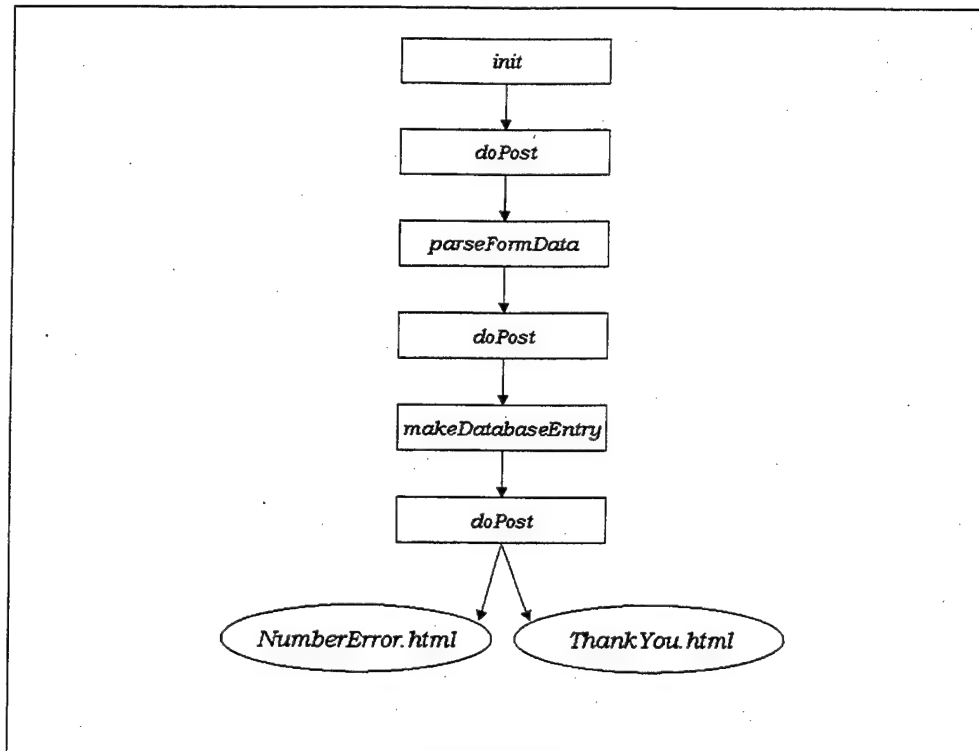 init
doPost
parseFormData
doPost
makeDatabaseEntry
doPost
NumberError.html
ThankYou.html